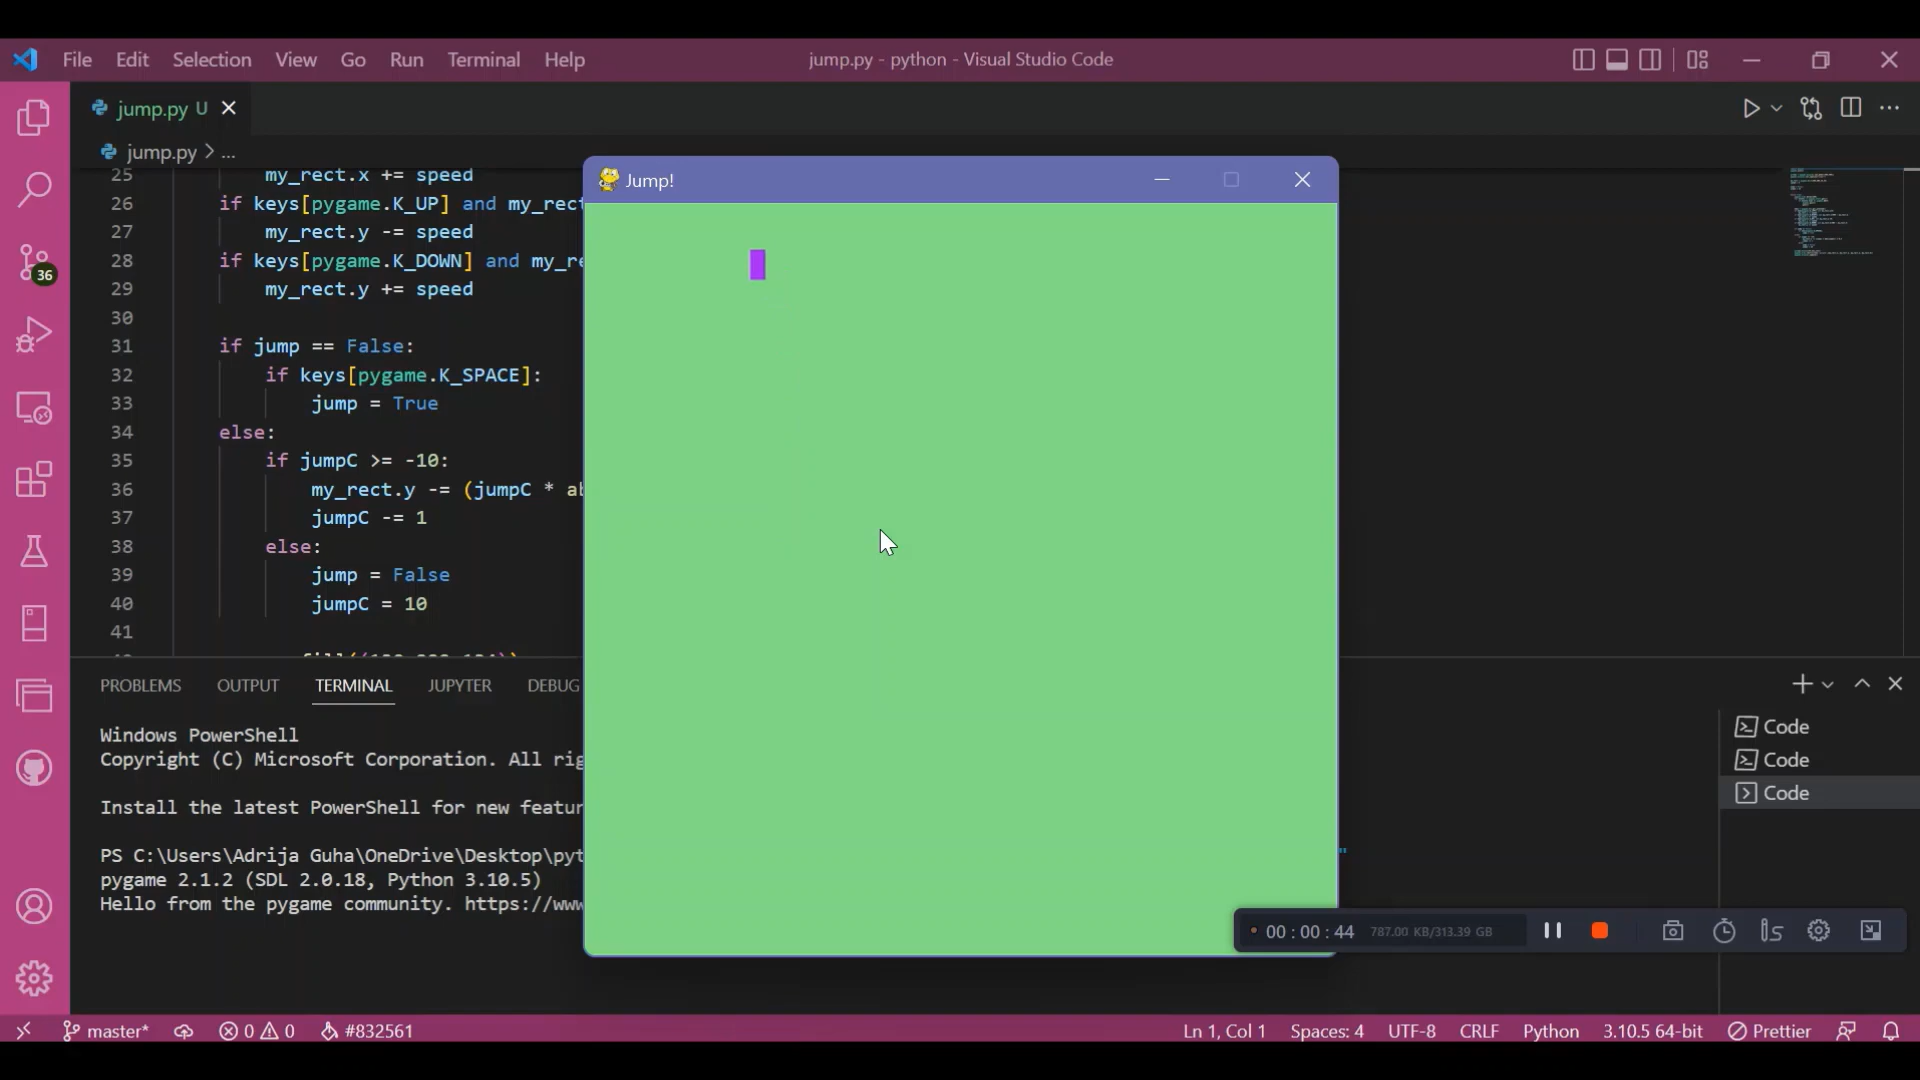 File Edit Selection View Go Run Terminal Help
jump.py - python - Visual Studio Code
jump.py U
jump.py > ...
Jump!
25 my_rect.x += speed
26 if keys[pygame.K_UP] and my_rect
27 my_rect.y -= speed
28 if keys[pygame.K_DOWN] and my_re
29 my_rect.y += speed
30
31 if jump == False:
32 if keys[pygame.K_SPACE]:
33 jump = True
34 else:
35 if jumpC >= -10:
36 my_rect.y -= (jumpC * ab
37 jumpC -= 1
38 else:
39 jump = False
40 jumpC = 10
41
36
PROBLEMS OUTPUT TERMINAL JUPYTER DEBUG
Windows PowerShell
Copyright (C) Microsoft Corporation. All rig
Install the latest PowerShell for new featur
PS C:\Users\Adrija Guha\OneDrive\Desktop\pyt
"
pygame 2.1.2 (SDL 2.0.18, Python 3.10.5)
Hello from the pygame community. https://www
Code
Code
Code
00 : 00 : 44 787.00 KB/313.39 GB
master* 0 0 #832561
Ln 1, Col 1 Spaces: 4 UTF-8 CRLF Python 3.10.5 64-bit Prettier